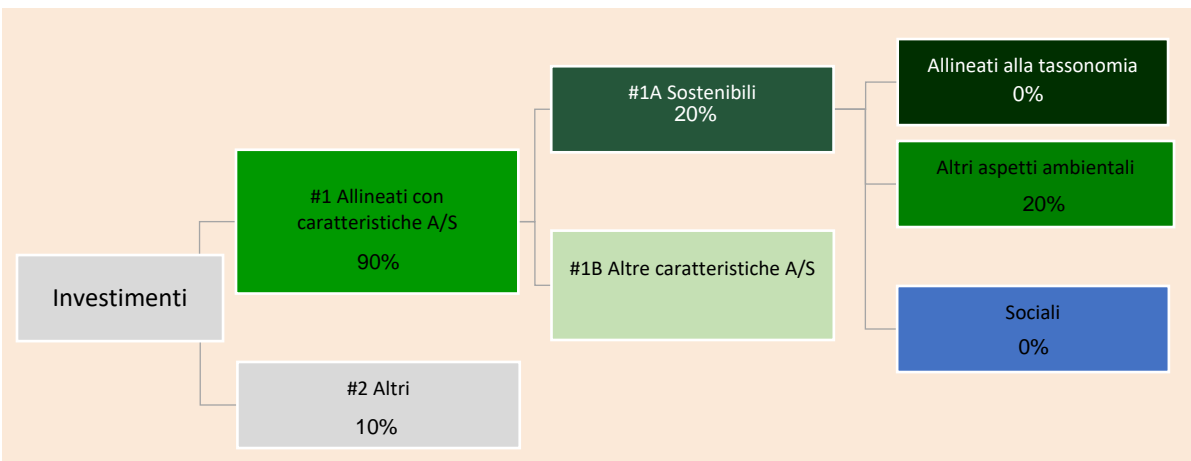 Investimenti
#1 Allineati con
caratteristiche A/S
90%
#2 Altri
10%
#1A Sostenibili
20%
#1B Altre caratteristiche A/S
Allineati alla tassonomia
0%
Altri aspetti ambientali
20%
Sociali
0%